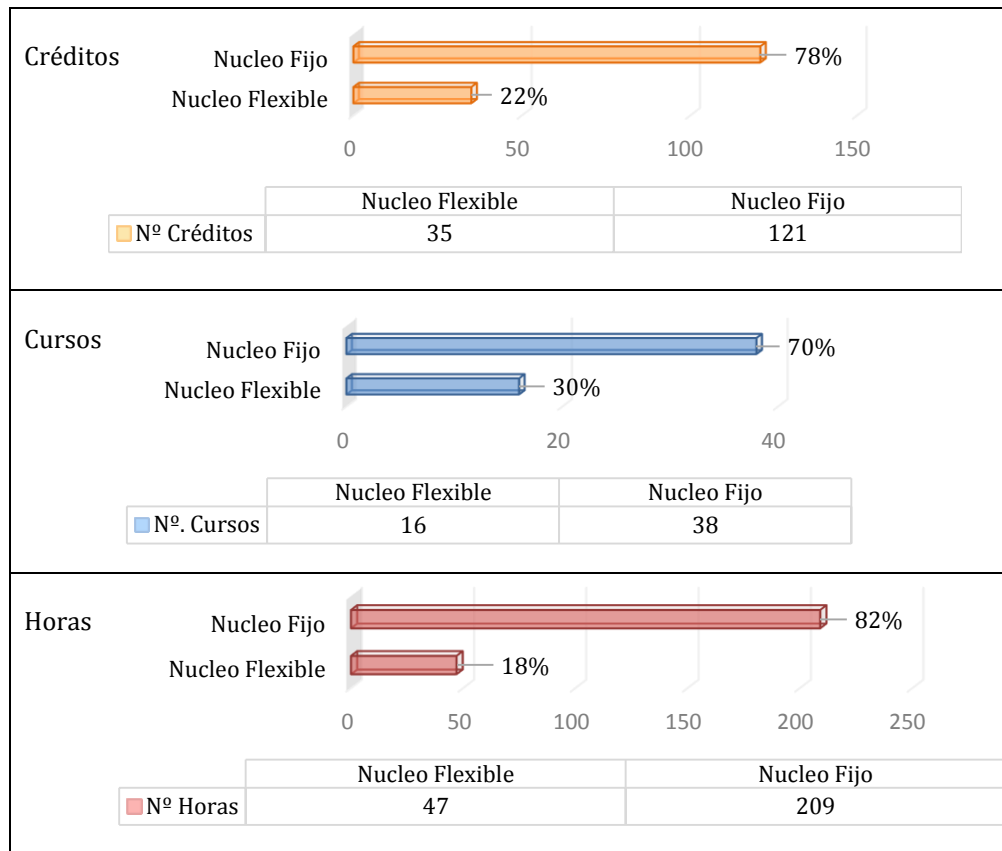 Créditos
Nucleo Fijo 78%
Nucleo Flexible 22%
0 50 100 150
Nucleo Flexible Nucleo Fijo
Nº Créditos 35 121
Cursos
Nucleo Fijo 70%
Nucleo Flexible 30%
0 20 40
Nucleo Flexible Nucleo Fijo
Nº. Cursos 16 38
Horas
Nucleo Fijo 82%
Nucleo Flexible 18%
0 50 100 150 200 250
Nucleo Flexible Nucleo Fijo
Nº Horas 47 209